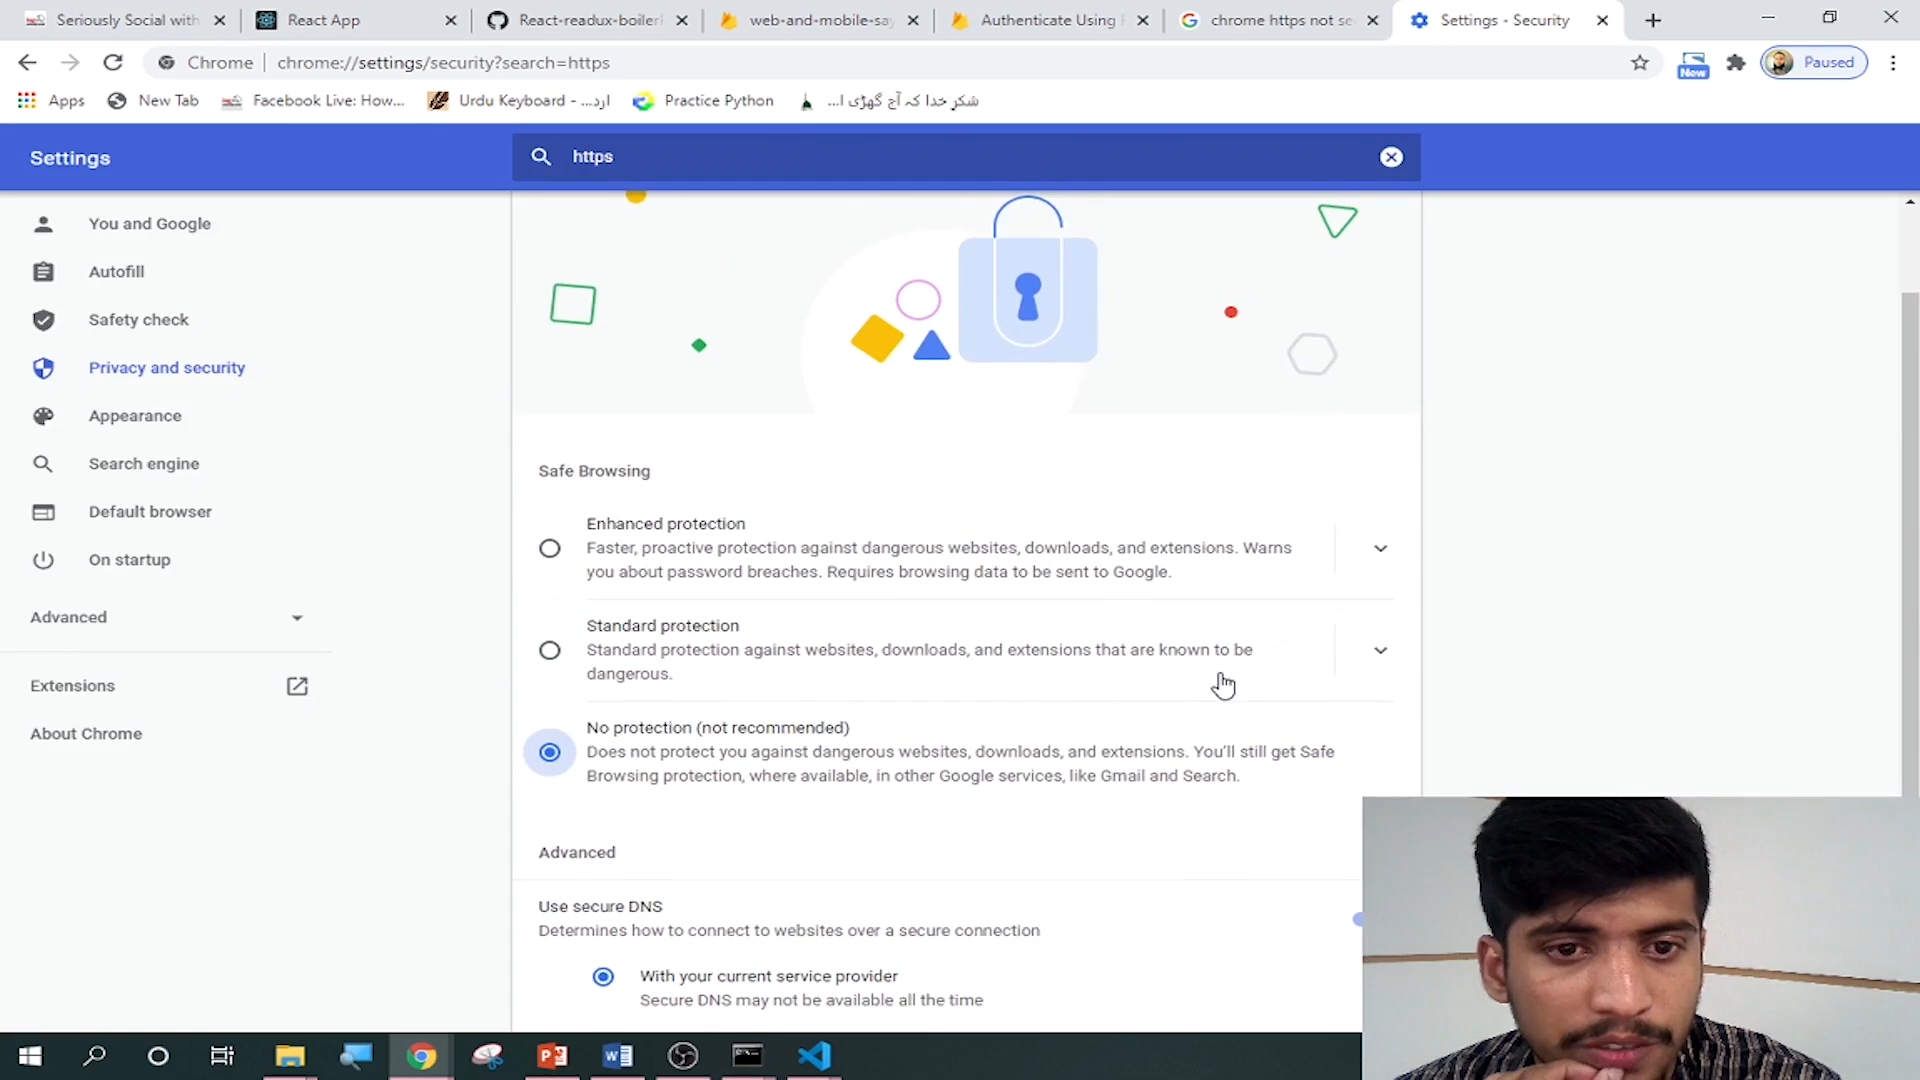 Seriously Social with
React App
React-readux-boilerl
web-and-mobile-say
Authenticate Using F
chrome https not se
Settings - Security
Chrome
chrome://settings/security?search=https
New
Paused
Apps
New Tab
Facebook Live: How...
Urdu Keyboard - ...ارد
Practice Python
شکرِ خدا کہ آج گھڑی ا...
Settings
https
You and Google
Autofill
Safety check
Privacy and security
Appearance
Search engine
Default browser
On startup
Advanced
Extensions
About Chrome
Safe Browsing
Enhanced protection
Faster, proactive protection against dangerous websites, downloads, and extensions. Warns
you about password breaches. Requires browsing data to be sent to Google.
Standard protection
Standard protection against websites, downloads, and extensions that are known to be
dangerous.
No protection (not recommended)
Does not protect you against dangerous websites, downloads, and extensions. You'll still get Safe
Browsing protection, where available, in other Google services, like Gmail and Search.
Advanced
Use secure DNS
Determines how to connect to websites over a secure connection
With your current service provider
Secure DNS may not be available all the time